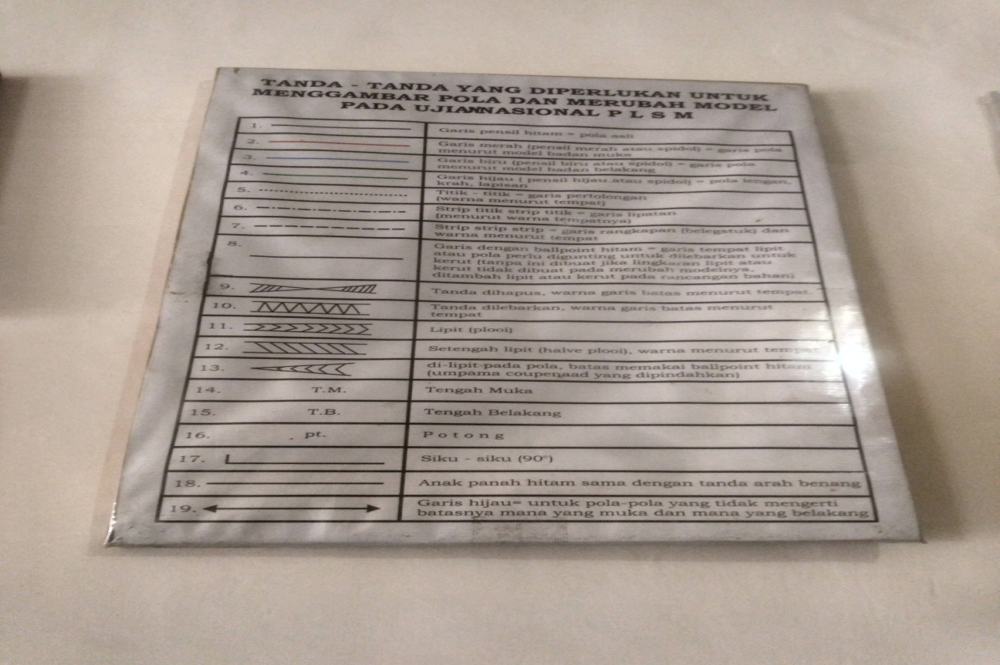 TANDA - TANDA YANG DIPERLUKAN UNTUK
MENGGAMBAR POLA DAN MERUBAH MODEL
PADA UJIANNASIONAL P L S M
1. Garis pensil hitam = pola asli
2. Garis merah (pensil merah atau spidol) = garis pola
menurut model badan muka
3. Garis biru (pensil biru atau spidol) = garis pola
menurut model badan belakang
4. Garis hijau ( pensil hijau atau spidol) = pola lengan,
krah, lapisan
5. Titik - titik = garis pertolongan
(warna menurut tempat)
6. Strip titik strip titik = garis lipatan
(menurut warna tempatnya)
7. Strip strip strip = garis rangkapan (belegstuk) dan
warna menurut tempat
8. Garis dengan ballpoint hitam = garis tempat lipit
atau pola perlu digunting untuk dilebarkan untuk
kerut (tanpa ini dibuat jika lingkaran lipit atau
kerut tidak dibuat pada merubah modelnya,
ditambah lipit atau kerut pada rancangan bahan)
9. Tanda dihapus, warna garis batas menurut tempat.
10. Tanda dilebarkan, warna garis batas menurut
tempat
11. Lipit (plooi)
12. Setengah lipit (halve plooi), warna menurut tempat
13. di-lipit pada pola, batas memakai ballpoint hitam
(umpama coupenaad yang dipindahkan)
14. T.M. Tengah Muka
15. T.B. Tengah Belakang
16. pt. P o t o n g
17. Siku - siku (90°)
18. Anak panah hitam sama dengan tanda arah benang
19. Garis hijau= untuk pola-pola yang tidak mengerti
batasnya mana yang muka dan mana yang belakang